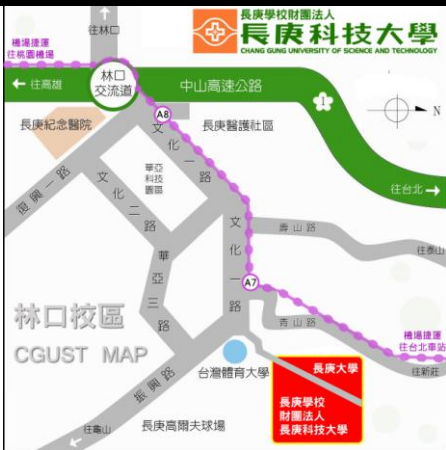 長庚學校財團法人
長庚科技大學
CHANG GUNG UNIVERSITY OF SCIENCE AND TECHNOLOGY
往林口
機場捷運
往桃園機場
←往高雄
林口
交流道
中山高速公路
N
A8
長庚紀念醫院
長庚醫護社區
文化一路
復興一路
華亞
科技
園區
文化二路
往台北→
文化一路
壽山路
往泰山
華亞三路
A7
林口校區
CGUST MAP
青山路
機場捷運
往台北車站
往新莊
振興路
台灣體育大學
長庚大學
長庚學校
財團法人
長庚科技大學
往龜山
長庚高爾夫球場